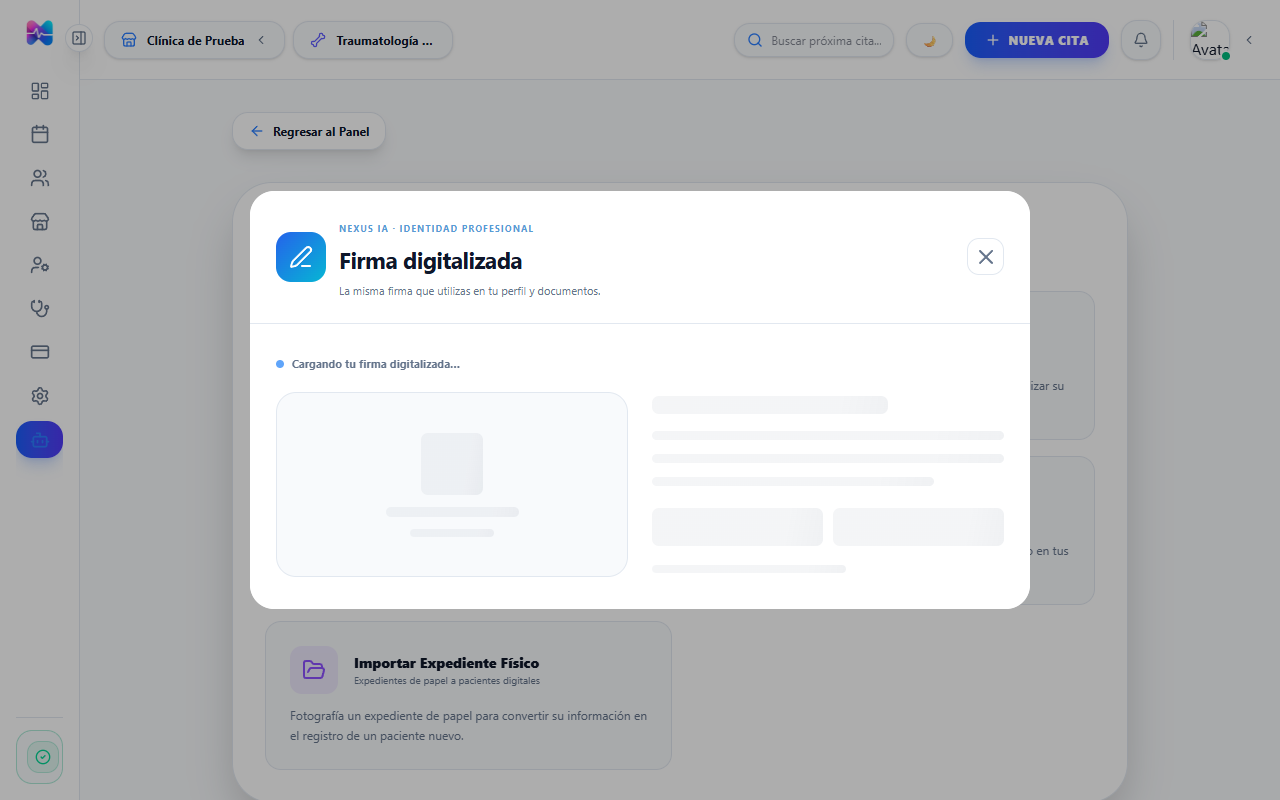 Clínica de Prueba
Traumatología ...
Buscar próxima cita...
NUEVA CITA
Avata
Regresar al Panel
NEXUS IA · IDENTIDAD PROFESIONAL
Firma digitalizada
La misma firma que utilizas en tu perfil y documentos.
Cargando tu firma digitalizada...
izar su
en tus
Importar Expediente Físico
Expedientes de papel a pacientes digitales
Fotografía un expediente de papel para convertir su información en
el registro de un paciente nuevo.